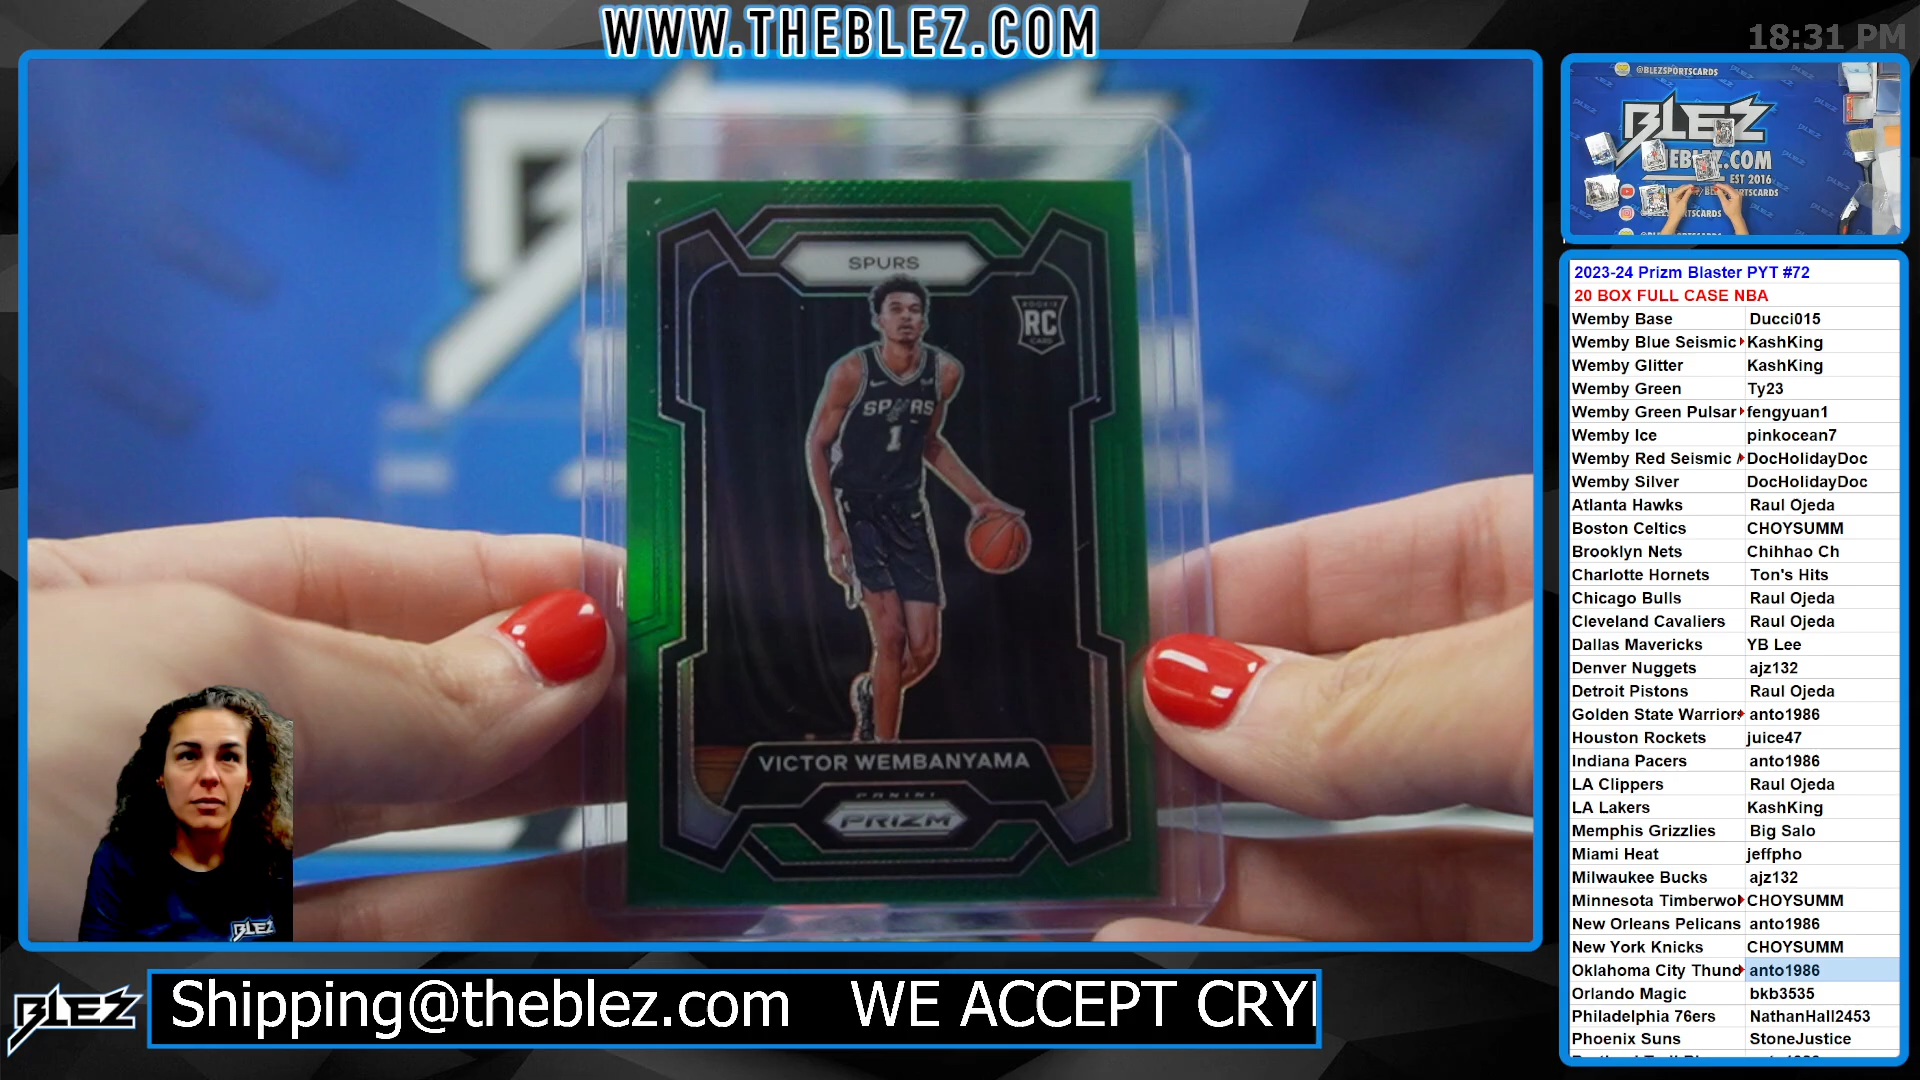 WWW.THEBLEZ.COM
18:31 PM
SPURS
ROOKIE
RC
CARD
SPURS
1
VICTOR WEMBANYAMA
PANINI
PRIZM
BLEZ
@BLEZSPORTSCARDS
BLEZ
EST 2016
2023-24 Prizm Blaster PYT #72
20 BOX FULL CASE NBA
Wemby Base Ducci015
Wemby Blue Seismic KashKing
Wemby Glitter KashKing
Wemby Green Ty23
Wemby Green Pulsar fengyuan1
Wemby Ice pinkocean7
Wemby Red Seismic DocHolidayDoc
Wemby Silver DocHolidayDoc
Atlanta Hawks Raul Ojeda
Boston Celtics CHOYSUMM
Brooklyn Nets Chihhao Ch
Charlotte Hornets Ton's Hits
Chicago Bulls Raul Ojeda
Cleveland Cavaliers Raul Ojeda
Dallas Mavericks YB Lee
Denver Nuggets ajz132
Detroit Pistons Raul Ojeda
Golden State Warriors anto1986
Houston Rockets juice47
Indiana Pacers anto1986
LA Clippers Raul Ojeda
LA Lakers KashKing
Memphis Grizzlies Big Salo
Miami Heat jeffpho
Milwaukee Bucks ajz132
Minnesota Timberwol CHOYSUMM
New Orleans Pelicans anto1986
New York Knicks CHOYSUMM
Oklahoma City Thund anto1986
Orlando Magic bkb3535
Philadelphia 76ers NathanHall2453
Phoenix Suns StoneJustice
BLEZ
Shipping@theblez.com WE ACCEPT CRY